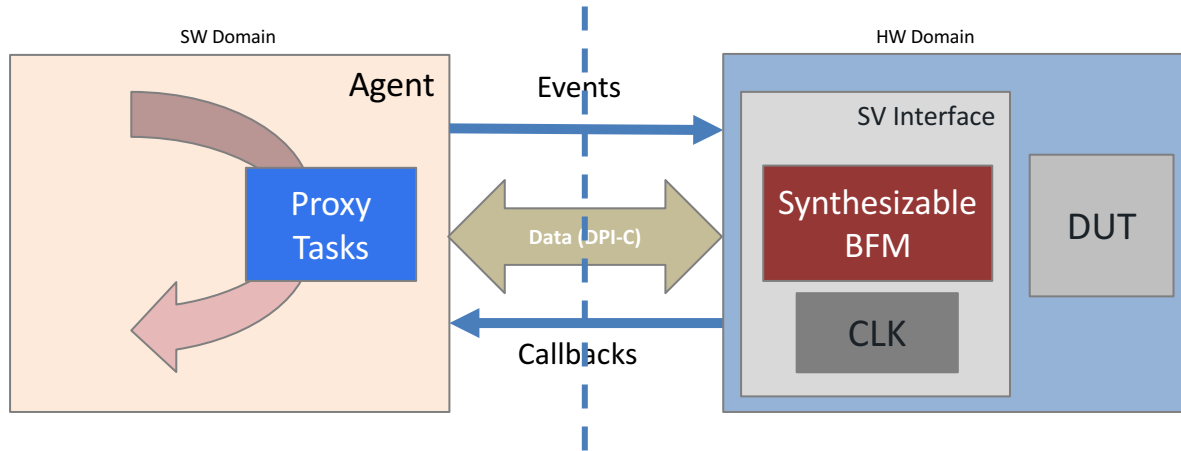 SW Domain
HW Domain
Agent
Events
SV Interface
Proxy
Tasks
Data (DPI-C)
Synthesizable
BFM
DUT
CLK
Callbacks